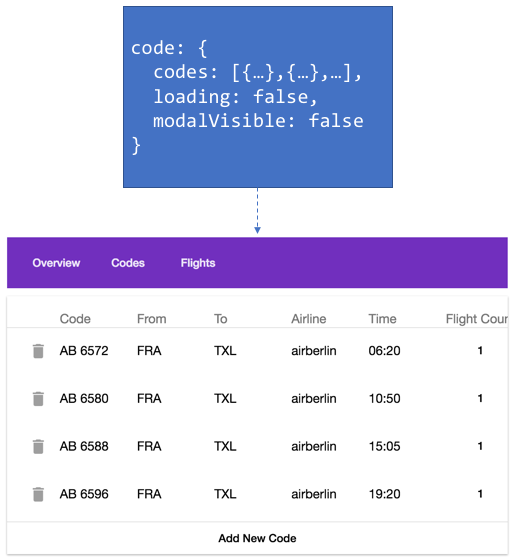 code: {
codes: [{…},{…},…],
loading: false,
modalVisible: false
}
Overview Codes Flights
Code From To Airline Time Flight Cour
AB 6572 FRA TXL airberlin 06:20 1
AB 6580 FRA TXL airberlin 10:50 1
AB 6588 FRA TXL airberlin 15:05 1
AB 6596 FRA TXL airberlin 19:20 1
Add New Code